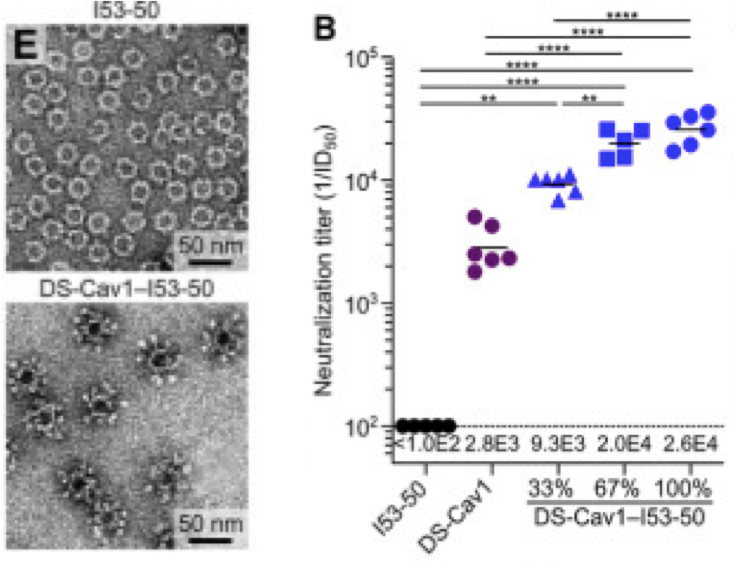 I53-50
E
50 nm
DS-Cav1–I53-50
50 nm
B
****
****
****
****
****
** **
Neutralization titer (1/ID50)
10^5
10^4
10^3
10^2
<1.0E2 2.8E3 9.3E3 2.0E4 2.6E4
I53-50
DS-Cav1
33% 67% 100%
DS-Cav1–I53-50